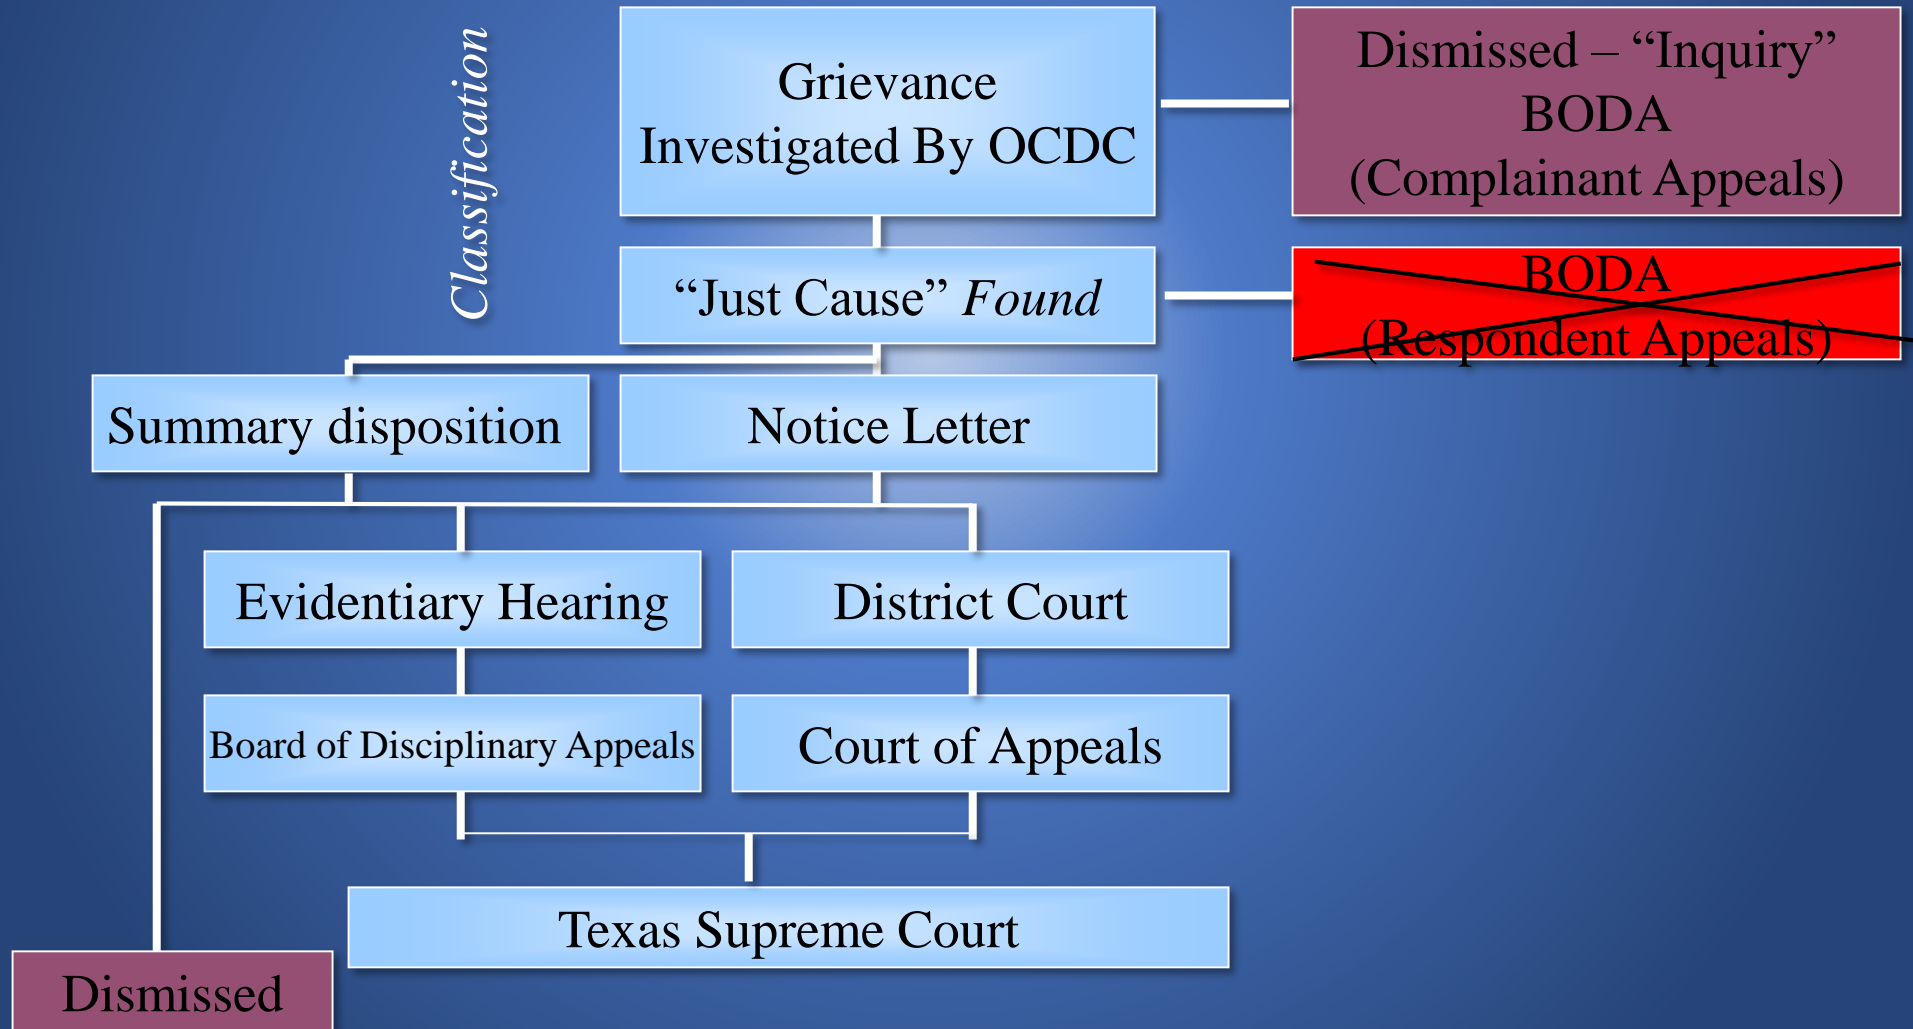 Classification
Grievance
Investigated By OCDC
Dismissed – “Inquiry”
BODA
(Complainant Appeals)
“Just Cause” Found
BODA
(Respondent Appeals)
Summary disposition
Notice Letter
Evidentiary Hearing
District Court
Board of Disciplinary Appeals
Court of Appeals
Texas Supreme Court
Dismissed